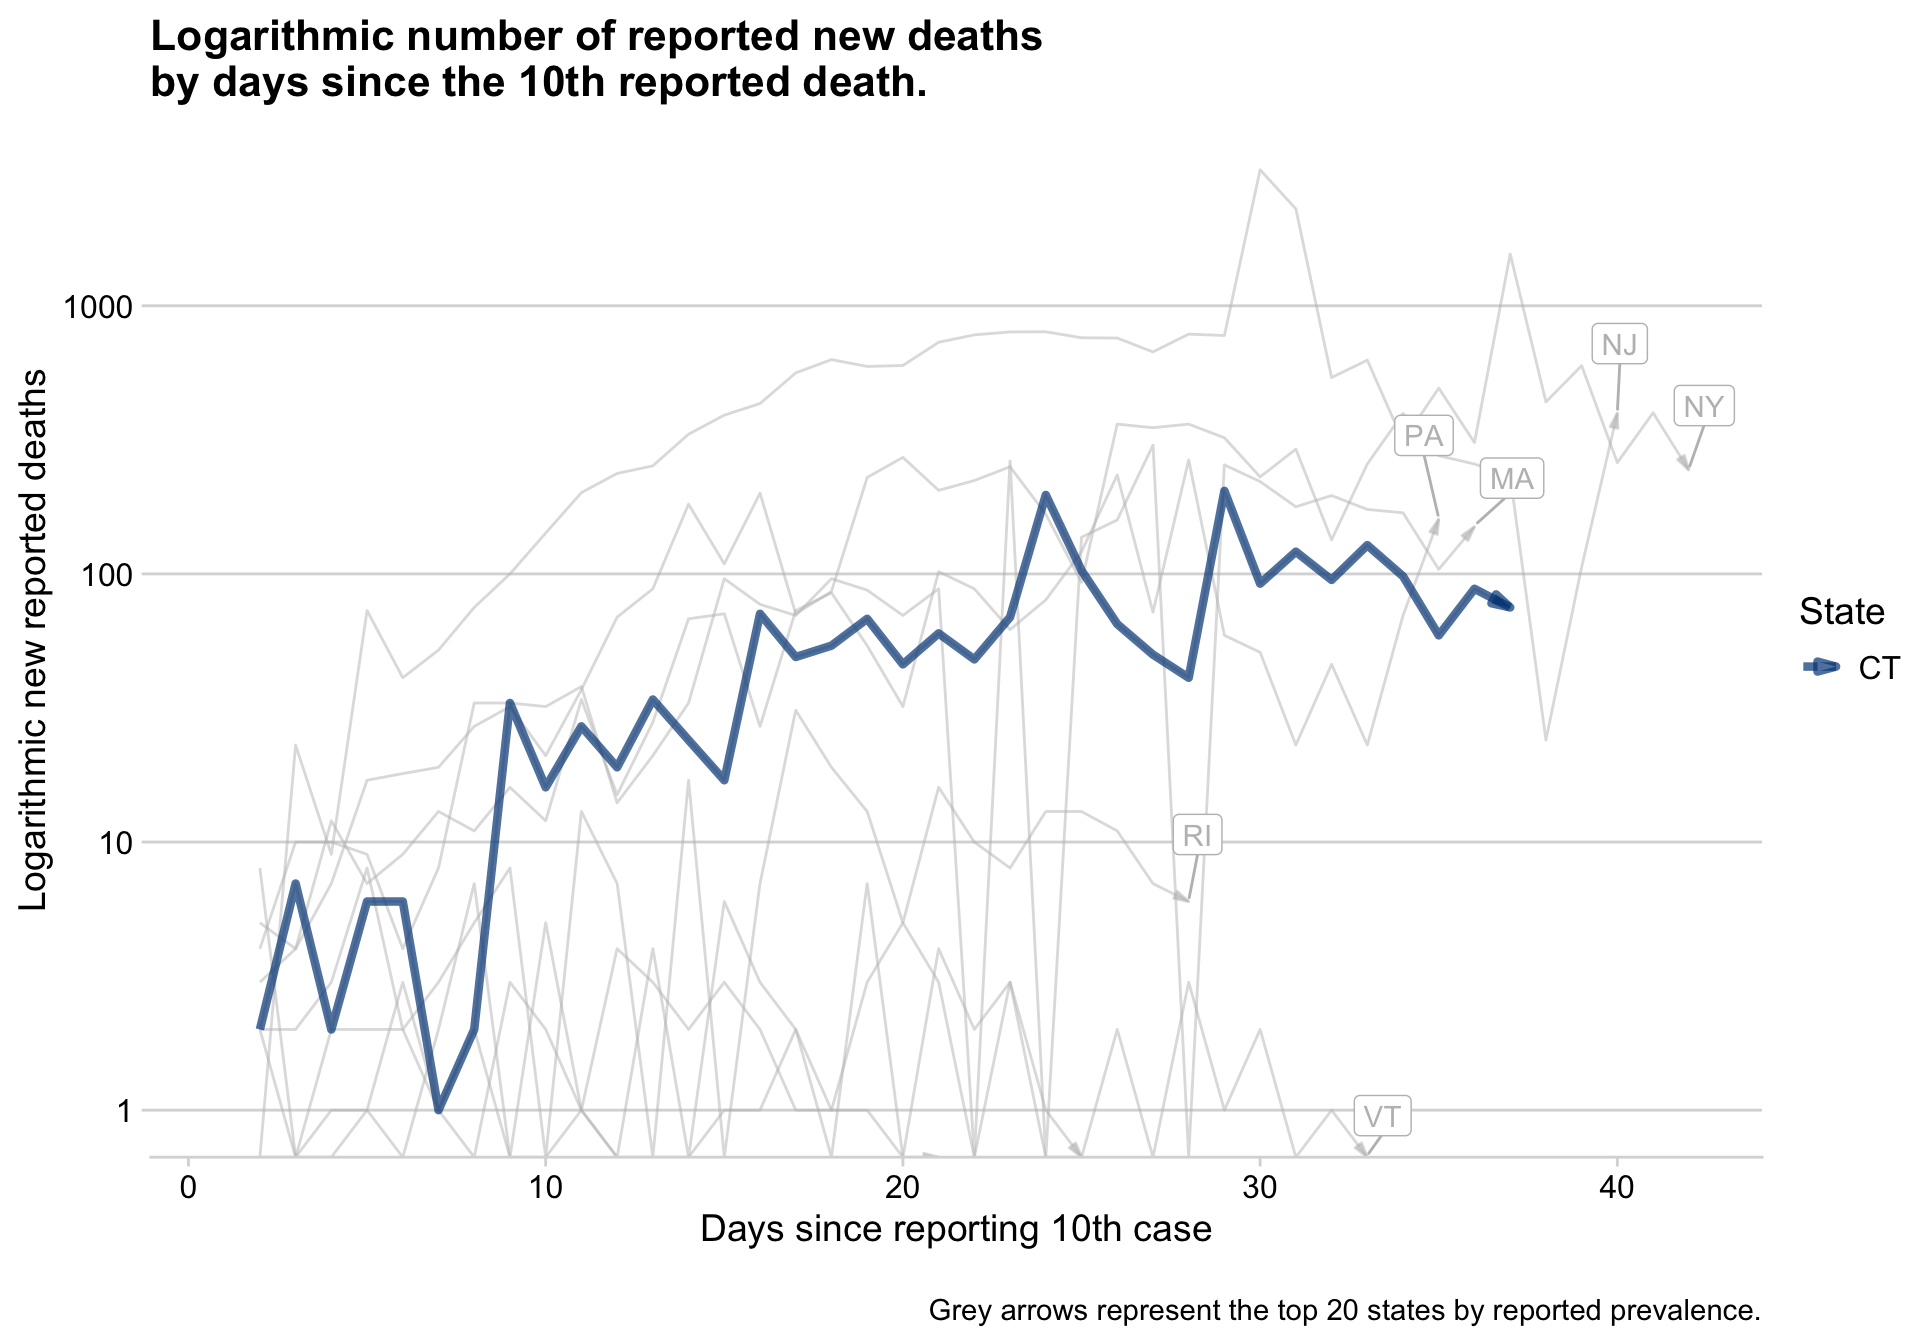 Logarithmic number of reported new deaths
by days since the 10th reported death.
Logarithmic new reported deaths
1000
100
10
1
NJ
NY
PA
MA
RI
VT
State
CT
0 10 20 30 40
Days since reporting 10th case
Grey arrows represent the top 20 states by reported prevalence.